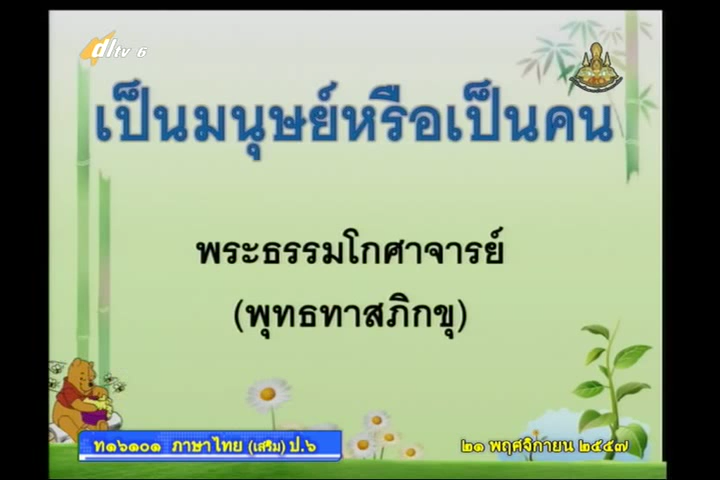 dltv 6
เป็นมนุษย์หรือเป็นคน
พระธรรมโกศาจารย์
(พุทธทาสภิกขุ)
ท๑๖๑๐๑ ภาษาไทย (เสริม) ป.๖
๒๑ พฤศจิกายน ๒๕๕๗